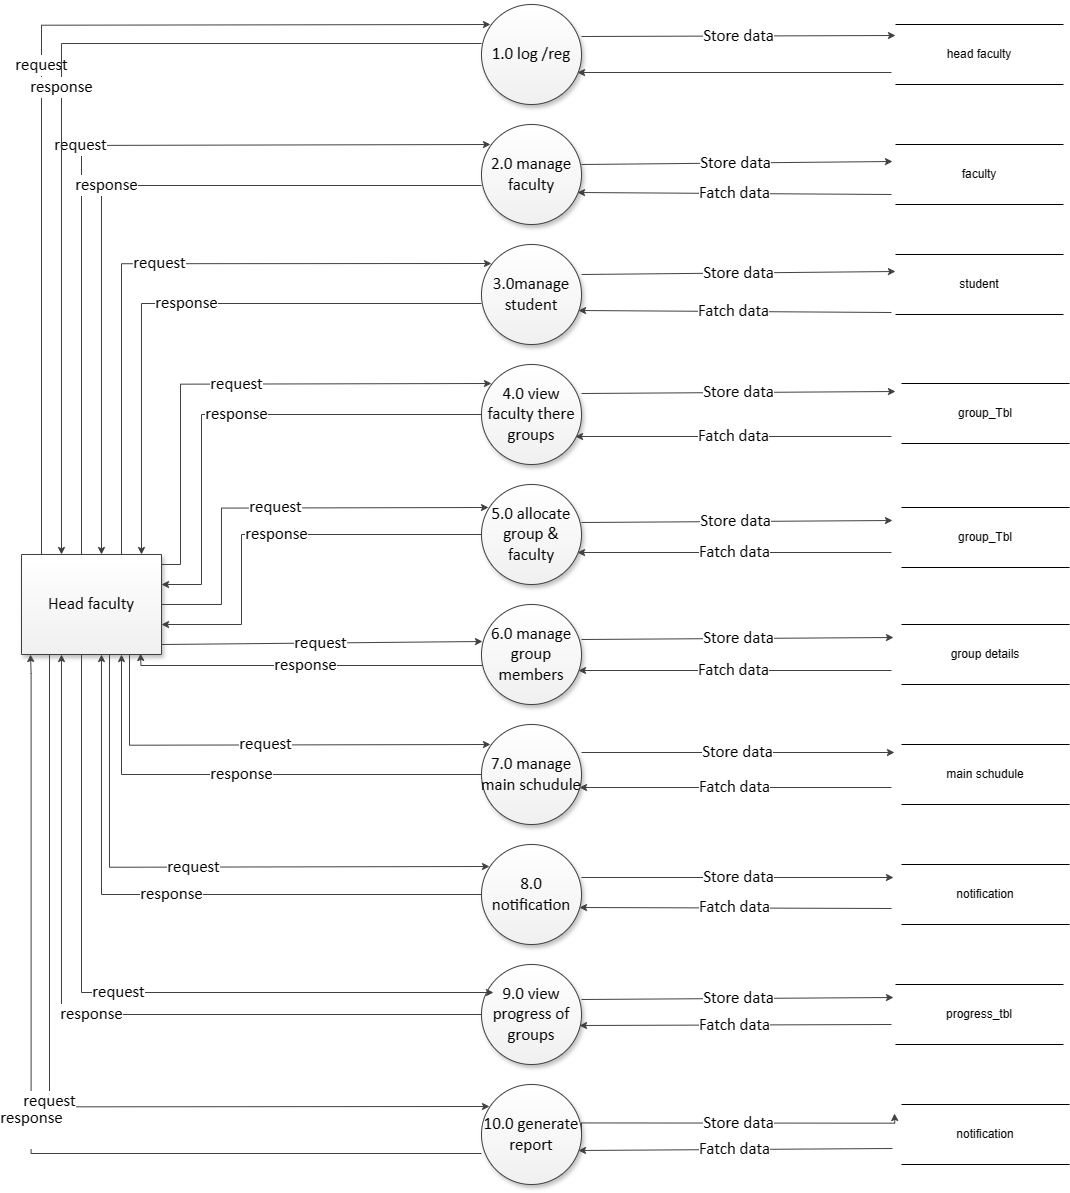 1.0 log /reg
Store data
head faculty
request
response
request
2.0 manage
faculty
Store data
faculty
response
Fatch data
request
3.0manage
student
Store data
student
response
Fatch data
request
4.0 view
faculty there
groups
Store data
group_Tbl
response
Fatch data
request
5.0 allocate
group &
faculty
Store data
group_Tbl
response
Fatch data
Head faculty
request
6.0 manage
group
members
Store data
group details
response
Fatch data
request
7.0 manage
main schudule
Store data
main schudule
response
Fatch data
request
8.0
notification
Store data
notification
response
Fatch data
request
9.0 view
progress of
groups
Store data
progress_tbl
response
Fatch data
request
response
10.0 generate
report
Store data
notification
Fatch data